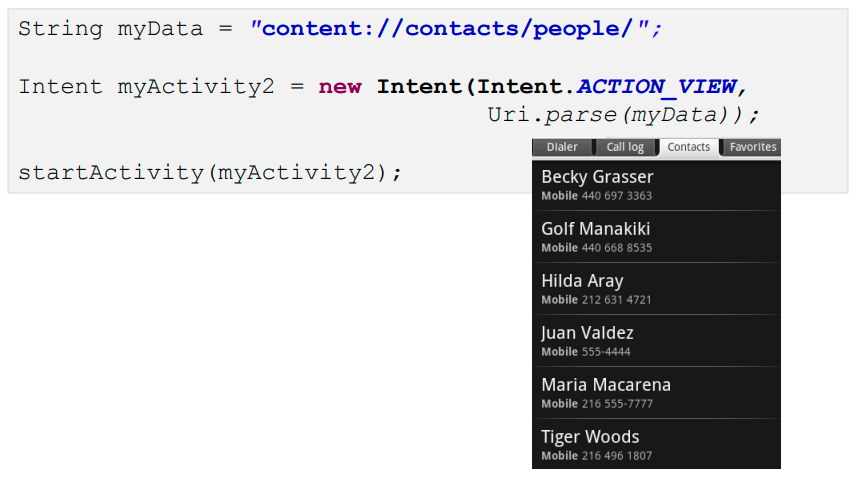 String myData = "content://contacts/people/";
Intent myActivity2 = new Intent(Intent.ACTION_VIEW,
Uri.parse(myData));
startActivity(myActivity2);
Dialer Call log Contacts Favorites
Becky Grasser
Mobile 440 697 3363
Golf Manakiki
Mobile 440 668 8535
Hilda Aray
Mobile 212 631 4721
Juan Valdez
Mobile 555-4444
Maria Macarena
Mobile 216 555-7777
Tiger Woods
Mobile 216 496 1807